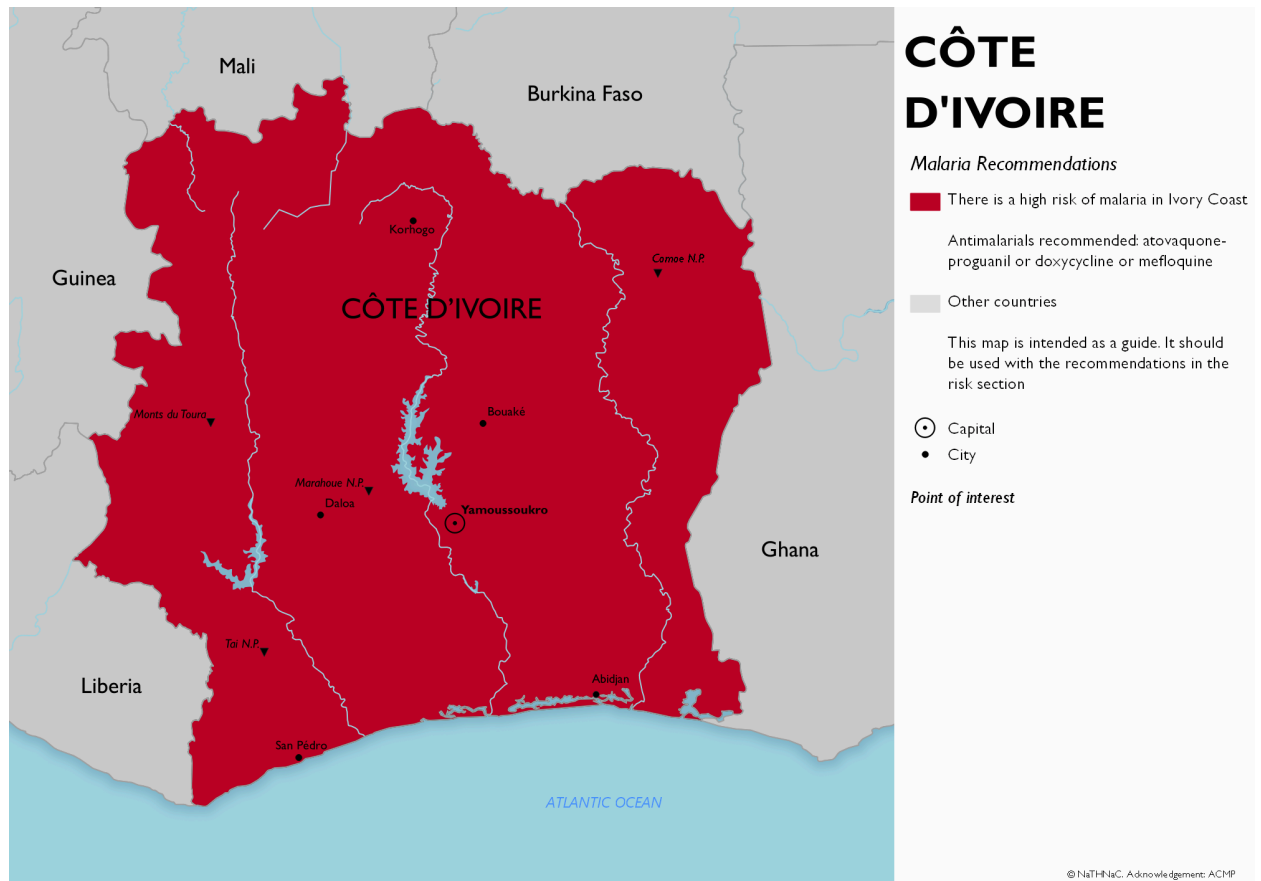 Mali
Burkina Faso
Korhogo
Comoe N.P.
Guinea
CÔTE D'IVOIRE
Monts du Toura
Bouaké
Marahoue N.P.
Daloa
Yamoussoukro
Ghana
Tai N.P.
Liberia
Abidjan
San Pédro
ATLANTIC OCEAN
CÔTE
D'IVOIRE
Malaria Recommendations
There is a high risk of malaria in Ivory Coast
Antimalarials recommended: atovaquone-
proguanil or doxycycline or mefloquine
Other countries
This map is intended as a guide. It should
be used with the recommendations in the
risk section
Capital
City
Point of interest
© NaTHNaC. Acknowledgement: ACMP